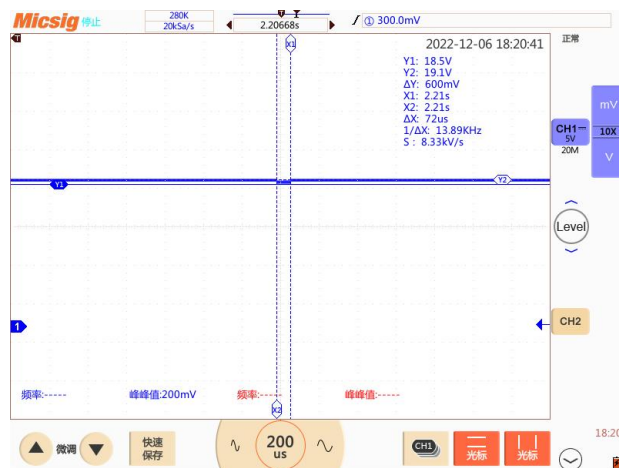 Micsig 停止
280K
20kSa/s
2.20668s
T
① 300.0mV
T
X1
2022-12-06 18:20:41
正常
Y1: 18.5V
Y2: 19.1V
ΔY: 600mV
X1: 2.21s
X2: 2.21s
ΔX: 72us
1/ΔX: 13.89KHz
S : 8.33kV/s
mV
CH1
5V
20M
10X
V
Y1
Y2
Level
1
CH2
频率:-----
峰峰值:200mV
频率:-----
峰峰值:-----
X2
微调
快速
保存
200
us
CH1
光标
光标
18:20